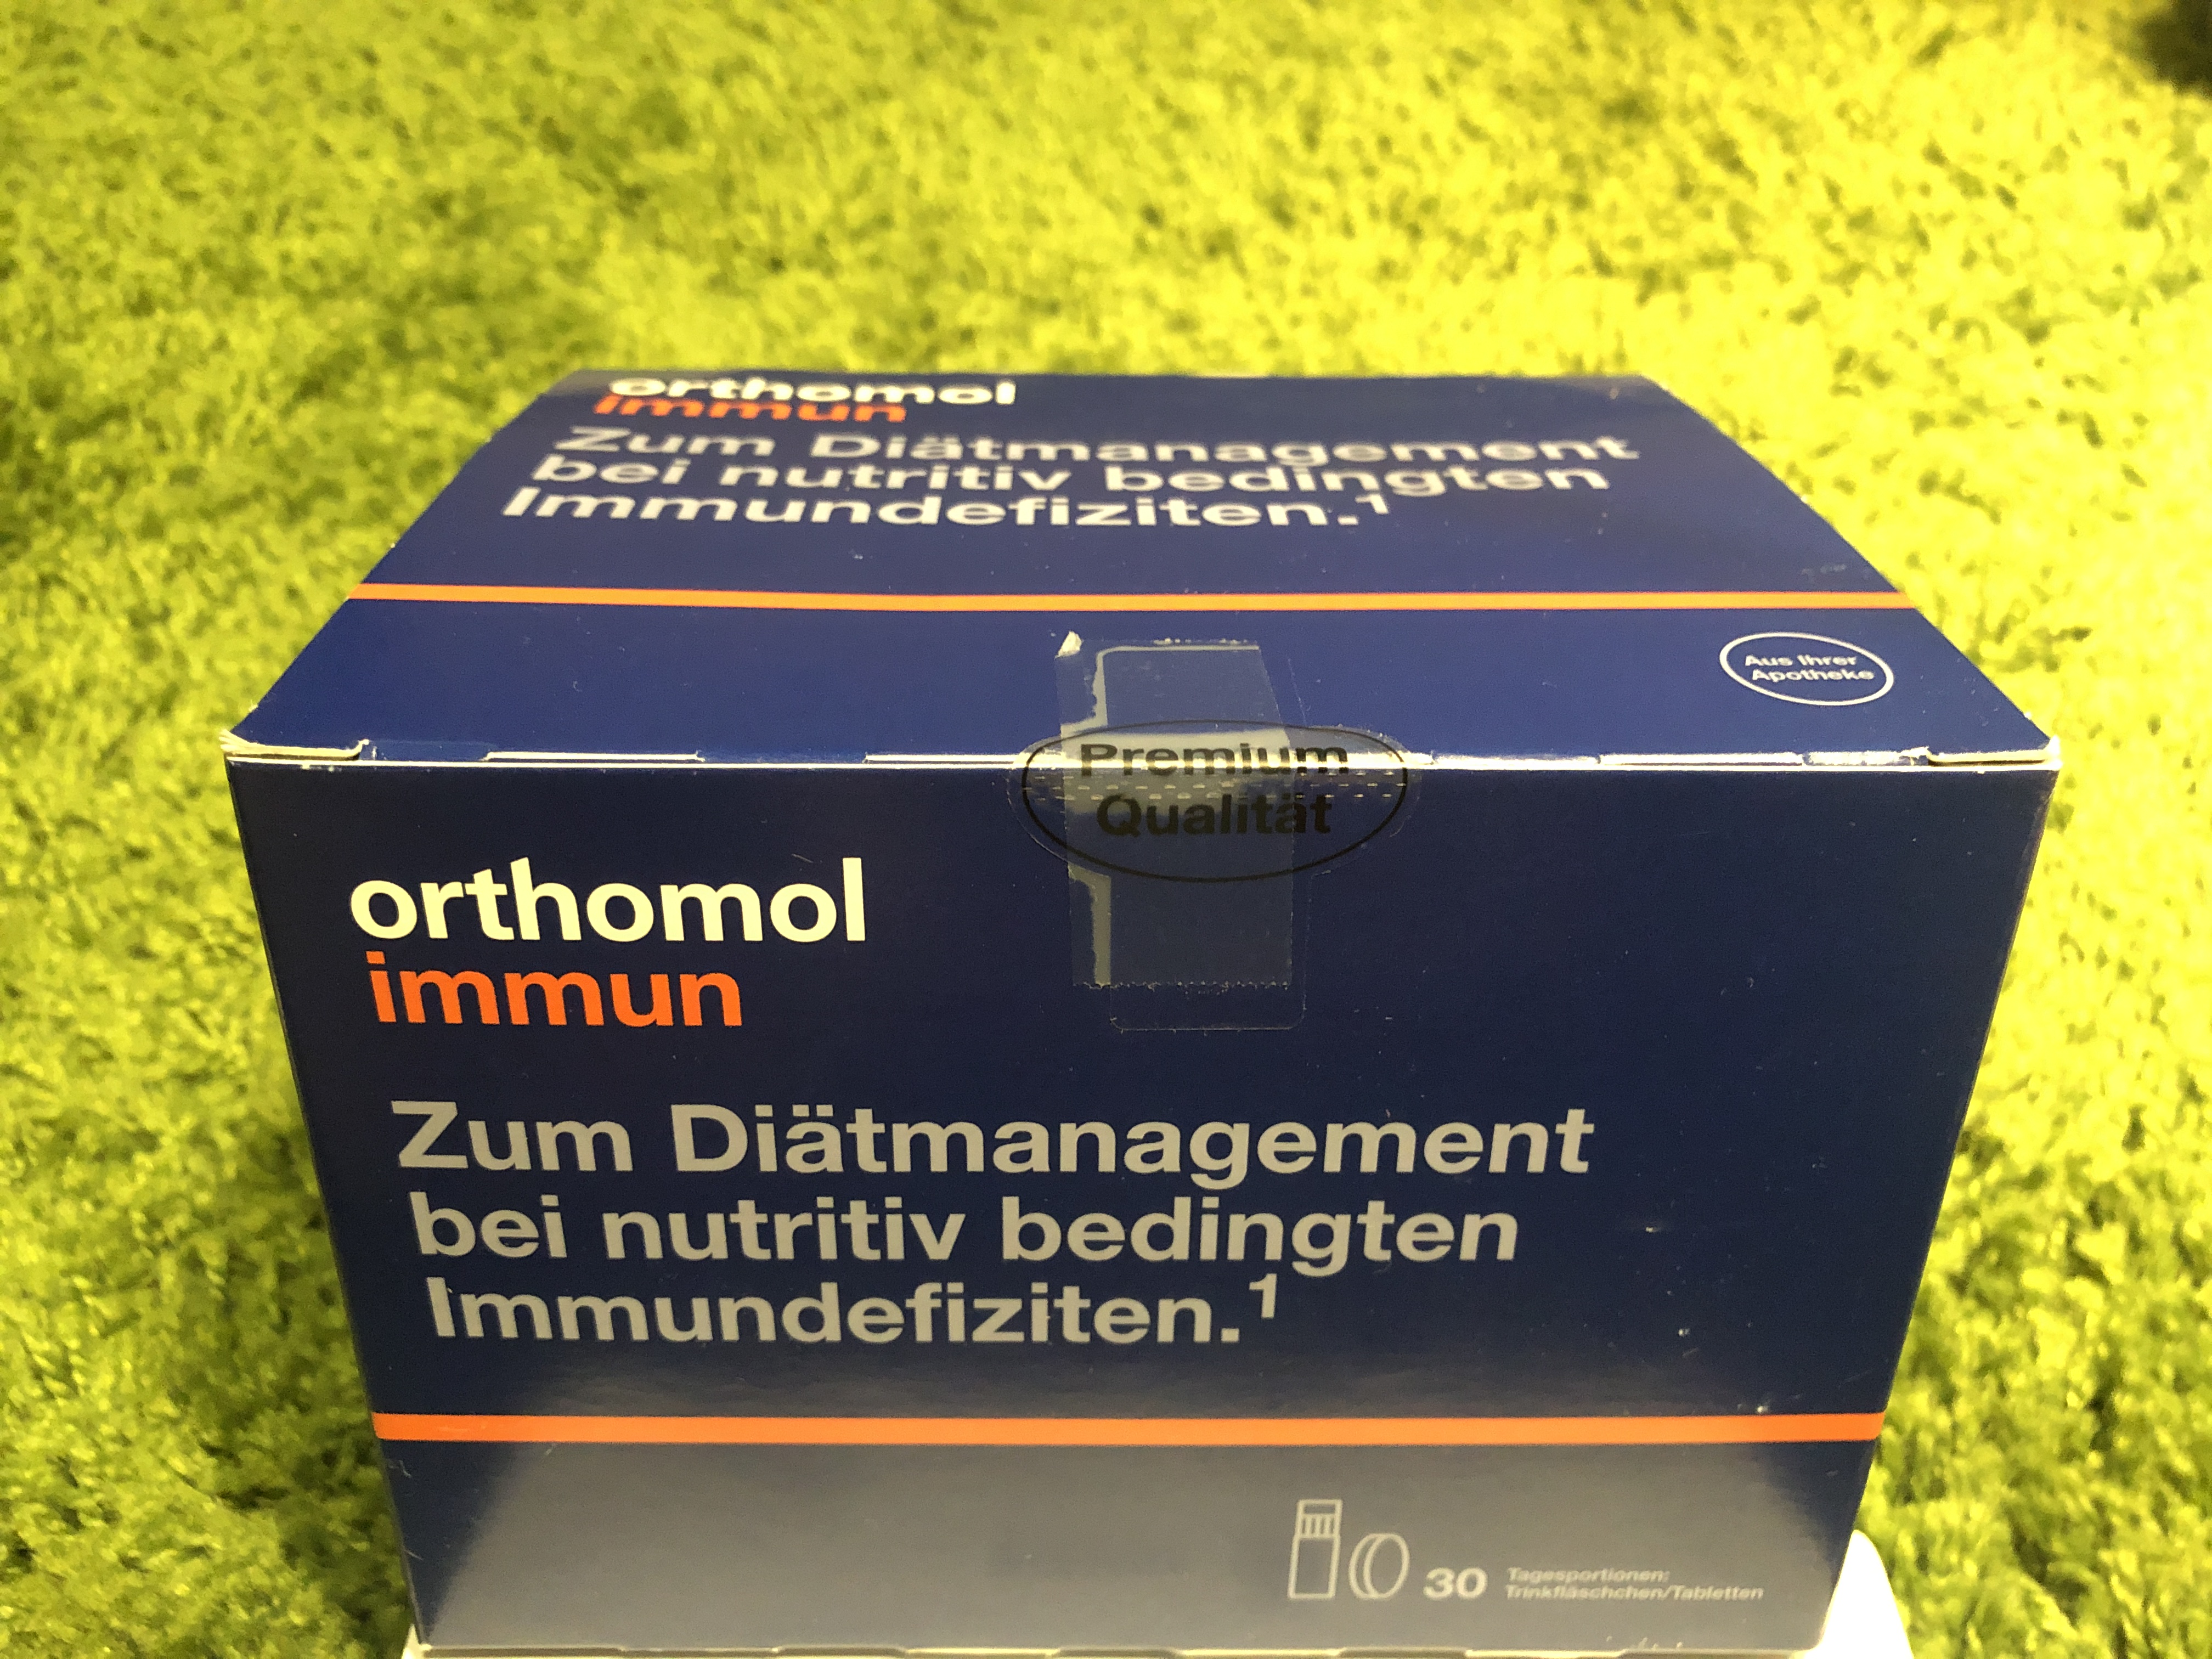 orthomol
immun
Zum Diätmanagement
bei nutritiv bedingten
Immundefiziten.¹
Aus Ihrer
Apotheke
Premium
Qualität
orthomol
immun
Zum Diätmanagement
bei nutritiv bedingten
Immundefiziten.¹
30 Tagesportionen:
Trinkfläschchen/Tabletten